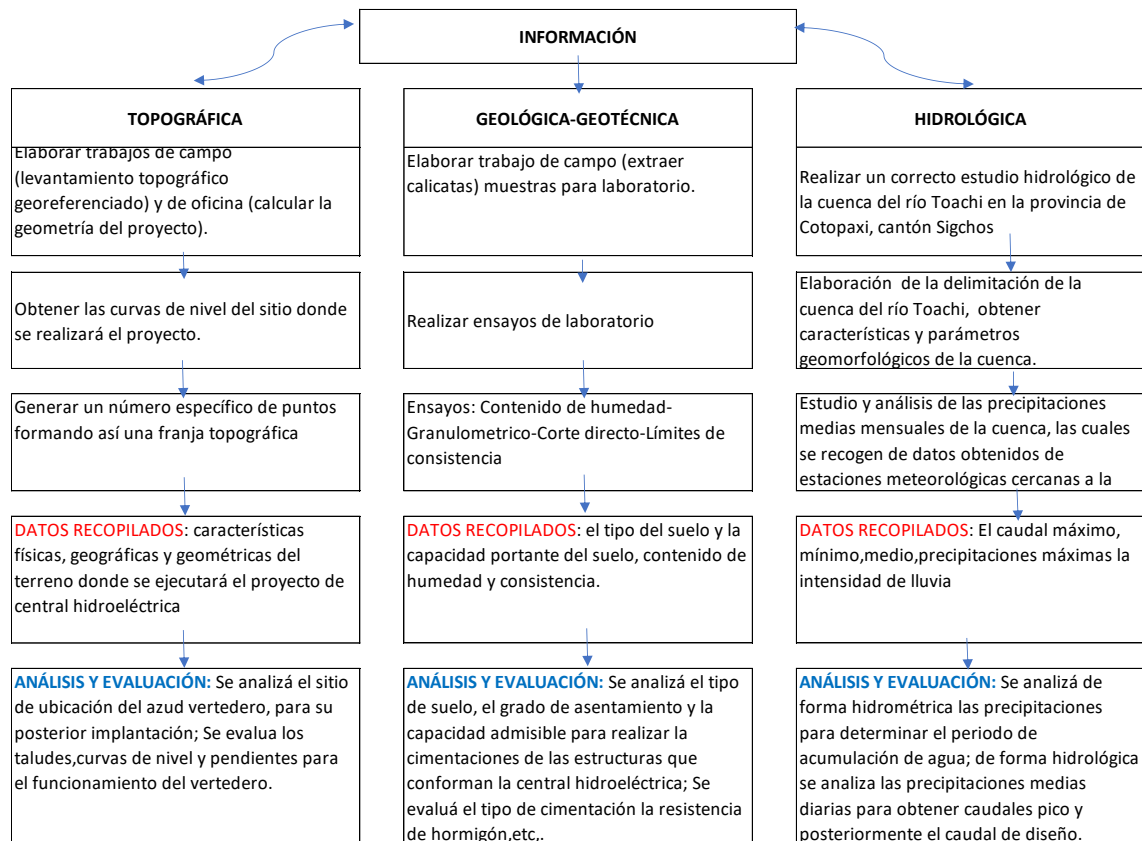 INFORMACIÓN
TOPOGRÁFICA
Elaborar trabajos de campo
(levantamiento topográfico
georeferenciado) y de oficina (calcular la
geometría del proyecto).
Obtener las curvas de nivel del sitio donde
se realizará el proyecto.
Generar un número específico de puntos
formando así una franja topográfica
DATOS RECOPILADOS: características
físicas, geográficas y geométricas del
terreno donde se ejecutará el proyecto de
central hidroeléctrica
ANÁLISIS Y EVALUACIÓN: Se analizá el sitio
de ubicación del azud vertedero, para su
posterior implantación; Se evalua los
taludes,curvas de nivel y pendientes para
el funcionamiento del vertedero.
GEOLÓGICA-GEOTÉCNICA
Elaborar trabajo de campo (extraer
calicatas) muestras para laboratorio.
Realizar ensayos de laboratorio
Ensayos: Contenido de humedad-
Granulometrico-Corte directo-Límites de
consistencia
DATOS RECOPILADOS: el tipo del suelo y la
capacidad portante del suelo, contenido de
humedad y consistencia.
ANÁLISIS Y EVALUACIÓN: Se analizá el tipo
de suelo, el grado de asentamiento y la
capacidad admisible para realizar la
cimentaciones de las estructuras que
conforman la central hidroeléctrica; Se
evaluá el tipo de cimentación la resistencia
de hormigón,etc,.
HIDROLÓGICA
Realizar un correcto estudio hidrológico de
la cuenca del río Toachi en la provincia de
Cotopaxi, cantón Sigchos
Elaboración  de la delimitación de la
cuenca del río Toachi,  obtener
características y parámetros
geomorfológicos de la cuenca.
Estudio y análisis de las precipitaciones
medias mensuales de la cuenca, las cuales
se recogen de datos obtenidos de
estaciones meteorológicas cercanas a la
DATOS RECOPILADOS: El caudal máximo,
mínimo,medio,precipitaciones máximas la
intensidad de lluvia
ANÁLISIS Y EVALUACIÓN: Se analizá de
forma hidrométrica las precipitaciones
para determinar el periodo de
acumulación de agua; de forma hidrológica
se analiza las precipitaciones medias
diarias para obtener caudales pico y
posteriormente el caudal de diseño.